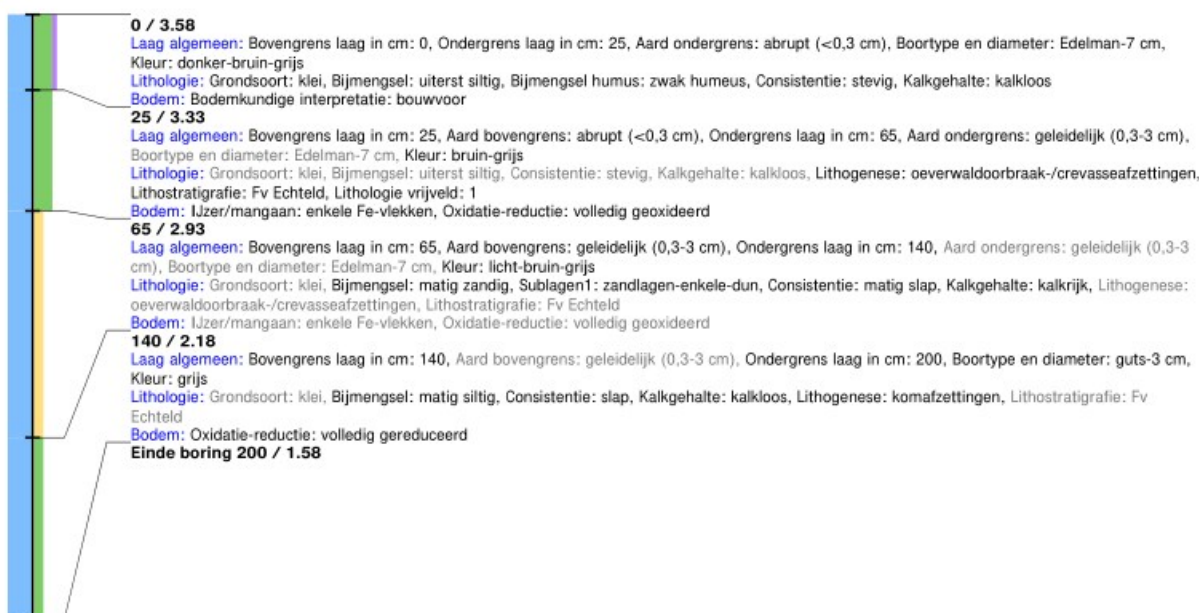 0 / 3.58
Laag algemeen: Bovengrens laag in cm: 0, Ondergrens laag in cm: 25, Aard ondergrens: abrupt (<0,3 cm), Boortype en diameter: Edelman-7 cm,
Kleur: donker-bruin-grijs
Lithologie: Grondsoort: klei, Bijmengsel: uiterst siltig, Bijmengsel humus: zwak humeus, Consistentie: stevig, Kalkgehalte: kalkloos
Bodem: Bodemkundige interpretatie: bouwvoor
25 / 3.33
Laag algemeen: Bovengrens laag in cm: 25, Aard bovengrens: abrupt (<0,3 cm), Ondergrens laag in cm: 65, Aard ondergrens: geleidelijk (0,3-3 cm),
Boortype en diameter: Edelman-7 cm, Kleur: bruin-grijs
Lithologie: Grondsoort: klei, Bijmengsel: uiterst siltig, Consistentie: stevig, Kalkgehalte: kalkloos, Lithogenese: oeverwaldoorbraak-/crevasseafzettingen,
Lithostratigrafie: Fv Echteld, Lithologie vrijveld: 1
Bodem: IJzer/mangaan: enkele Fe-vlekken, Oxidatie-reductie: volledig geoxideerd
65 / 2.93
Laag algemeen: Bovengrens laag in cm: 65, Aard bovengrens: geleidelijk (0,3-3 cm), Ondergrens laag in cm: 140, Aard ondergrens: geleidelijk (0,3-3
cm), Boortype en diameter: Edelman-7 cm, Kleur: licht-bruin-grijs
Lithologie: Grondsoort: klei, Bijmengsel: matig zandig, Sublagen1: zandlagen-enkele-dun, Consistentie: matig slap, Kalkgehalte: kalkrijk, Lithogenese:
oeverwaldoorbraak-/crevasseafzettingen, Lithostratigrafie: Fv Echteld
Bodem: IJzer/mangaan: enkele Fe-vlekken, Oxidatie-reductie: volledig geoxideerd
140 / 2.18
Laag algemeen: Bovengrens laag in cm: 140, Aard bovengrens: geleidelijk (0,3-3 cm), Ondergrens laag in cm: 200, Boortype en diameter: guts-3 cm,
Kleur: grijs
Lithologie: Grondsoort: klei, Bijmengsel: matig siltig, Consistentie: slap, Kalkgehalte: kalkloos, Lithogenese: komafzettingen, Lithostratigrafie: Fv
Echteld
Bodem: Oxidatie-reductie: volledig gereduceerd
Einde boring 200 / 1.58